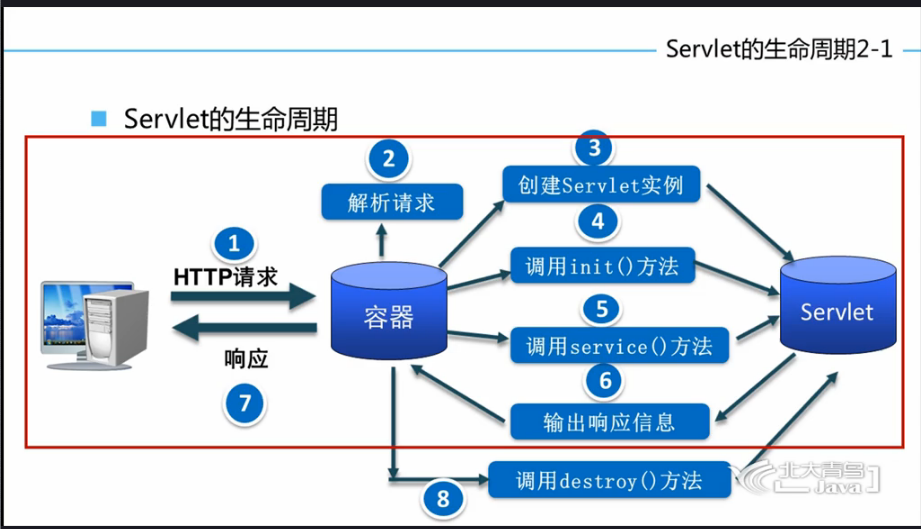 Servlet的生命周期2-1
Servlet的生命周期
1
HTTP请求
2
解析请求
3
创建Servlet实例
4
调用init()方法
5
调用service()方法
6
输出响应信息
容器
Servlet
响应
7
8
调用destroy()方法
北大青鸟
Java